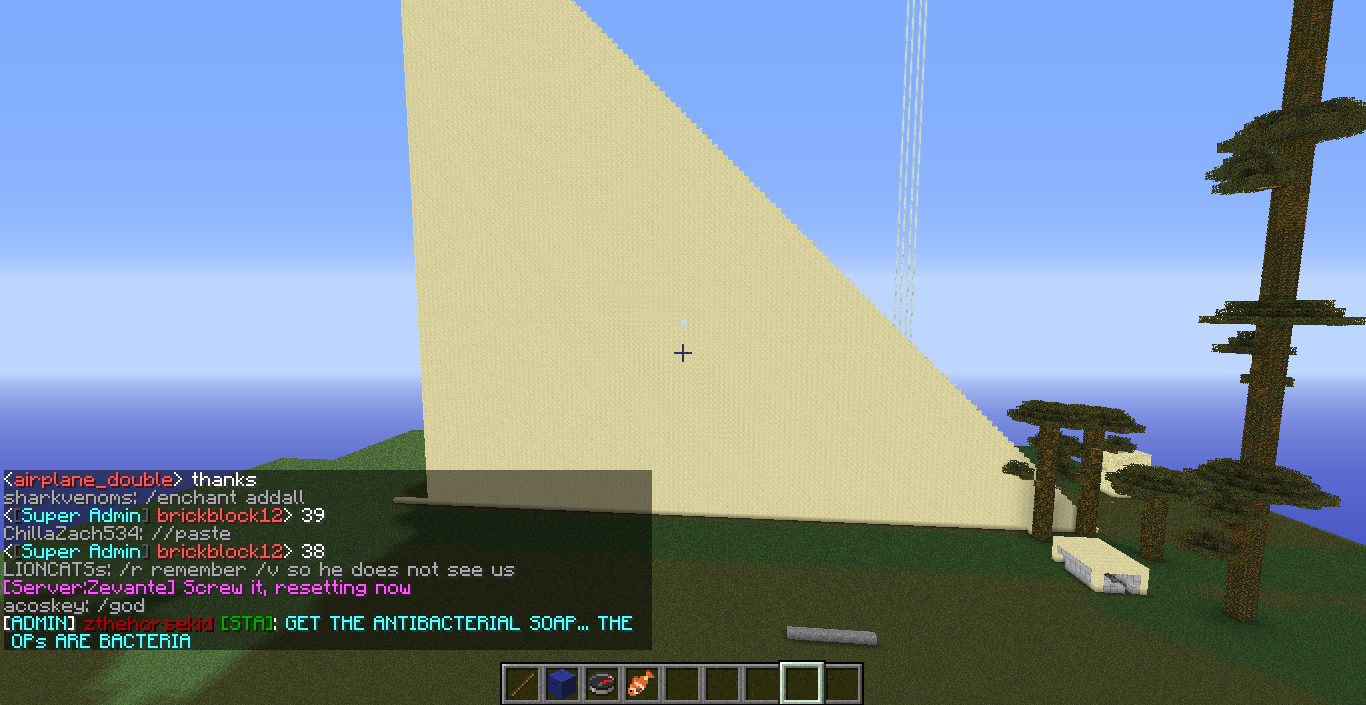 <airplane_double> thanks
sharkvenoms: /enchant addall
<[Super Admin] brickblock12> 39
ChillaZach534: //paste
<[Super Admin] brickblock12> 38
LIONCATSs: /r remember /v so he does not see us
[Server:Zevante] Screw it, resetting now
acoskey: /god
[ADMIN] zthehorsekid [STA]: GET THE ANTIBACTERIAL SOAP... THE
OPs ARE BACTERIA